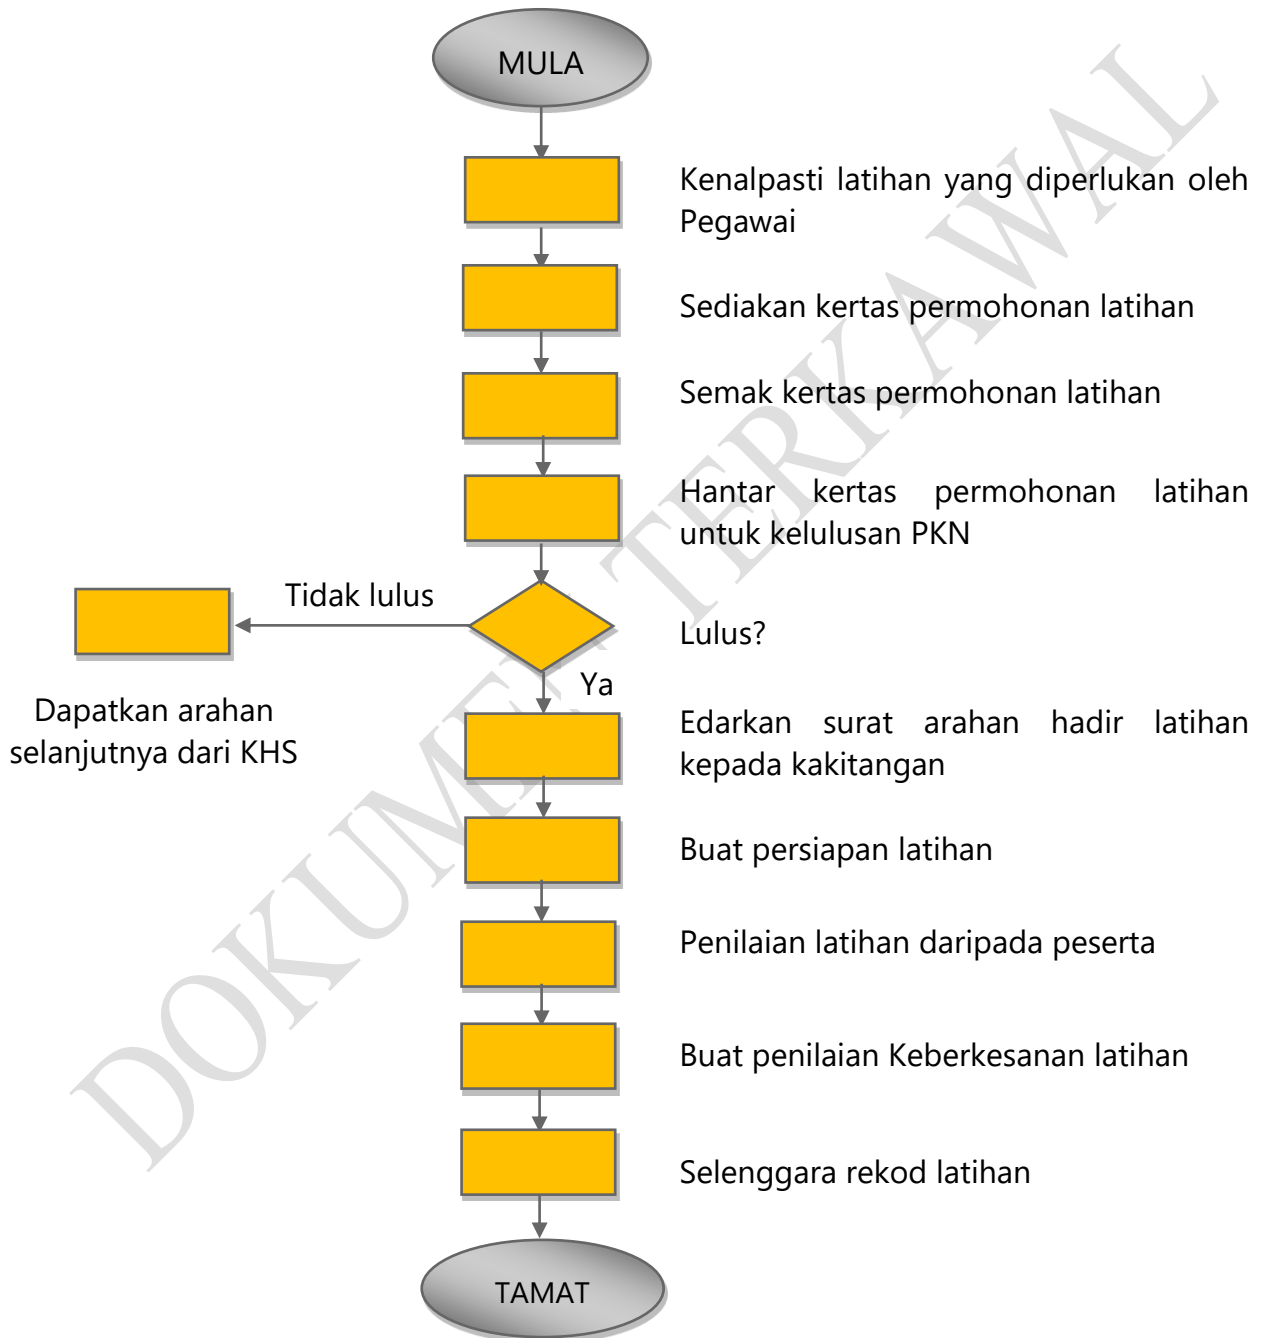 MULA
Kenalpasti latihan yang diperlukan oleh
Pegawai
Sediakan kertas permohonan latihan
Semak kertas permohonan latihan
Hantar kertas permohonan latihan
untuk kelulusan PKN
Tidak lulus
Lulus?
Ya
Dapatkan arahan
selanjutnya dari KHS
Edarkan surat arahan hadir latihan
kepada kakitangan
Buat persiapan latihan
Penilaian latihan daripada peserta
Buat penilaian Keberkesanan latihan
Selenggara rekod latihan
TAMAT
DOKUMEN TERKAWAL